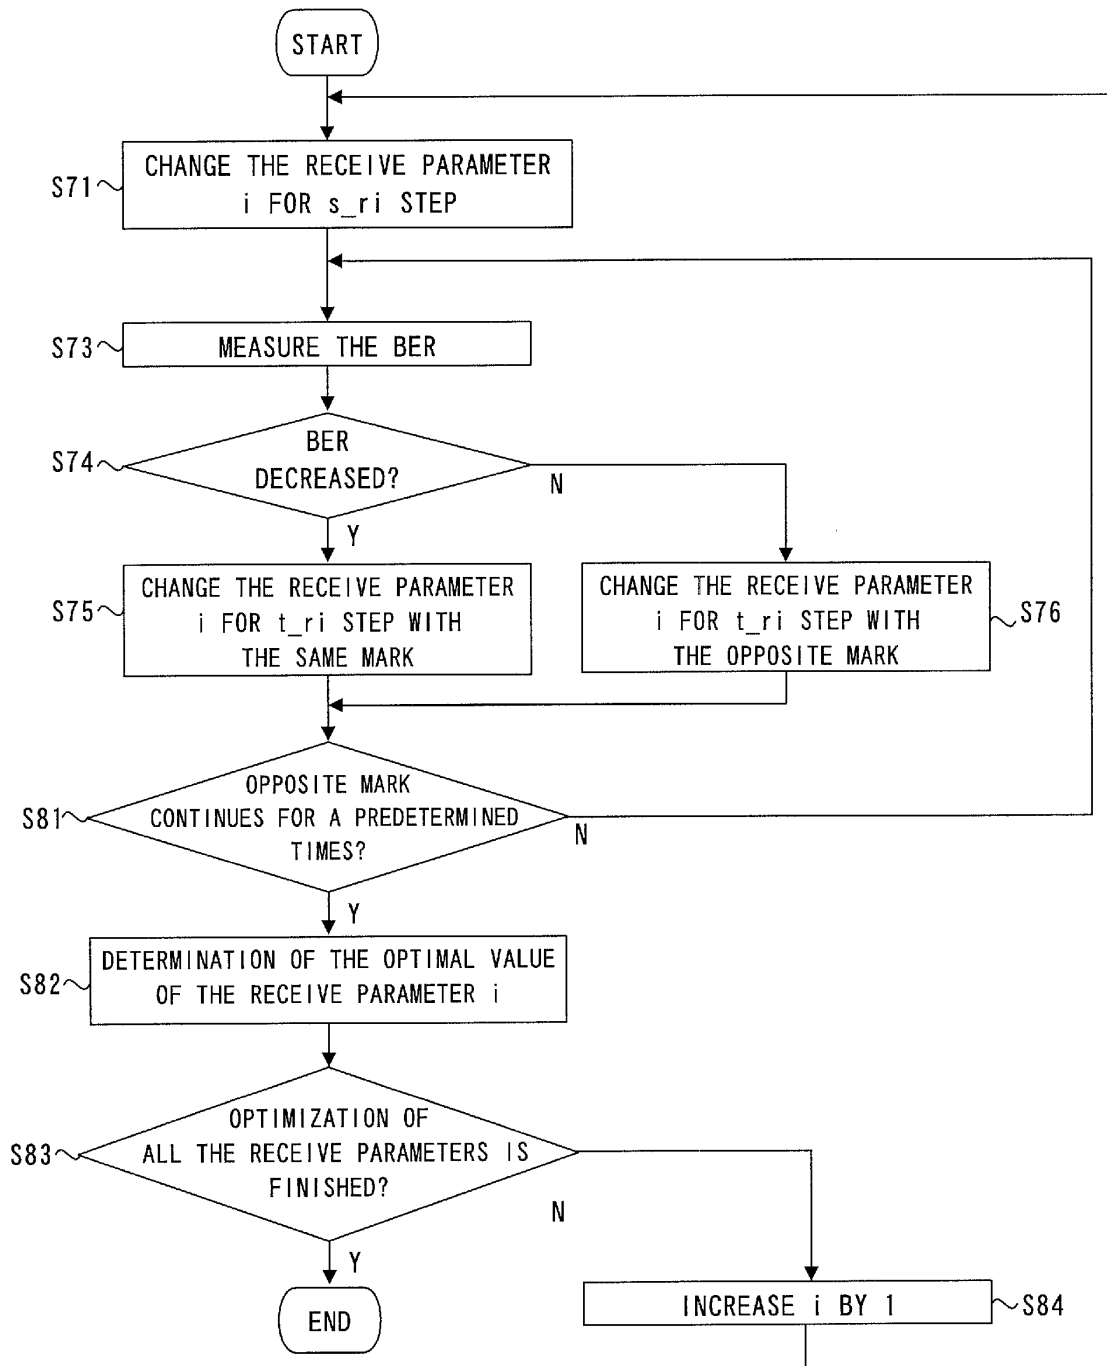 START
S71
CHANGE THE RECEIVE PARAMETER
i FOR s_ri STEP
S73
MEASURE THE BER
S74
BER
DECREASED?
N
Y
S75
CHANGE THE RECEIVE PARAMETER
i FOR t_ri STEP WITH
THE SAME MARK
CHANGE THE RECEIVE PARAMETER
i FOR t_ri STEP WITH
THE OPPOSITE MARK
S76
S81
OPPOSITE MARK
CONTINUES FOR A PREDETERMINED
TIMES?
N
Y
S82
DETERMINATION OF THE OPTIMAL VALUE
OF THE RECEIVE PARAMETER i
S83
OPTIMIZATION OF
ALL THE RECEIVE PARAMETERS IS
FINISHED?
N
Y
END
INCREASE i BY 1
S84